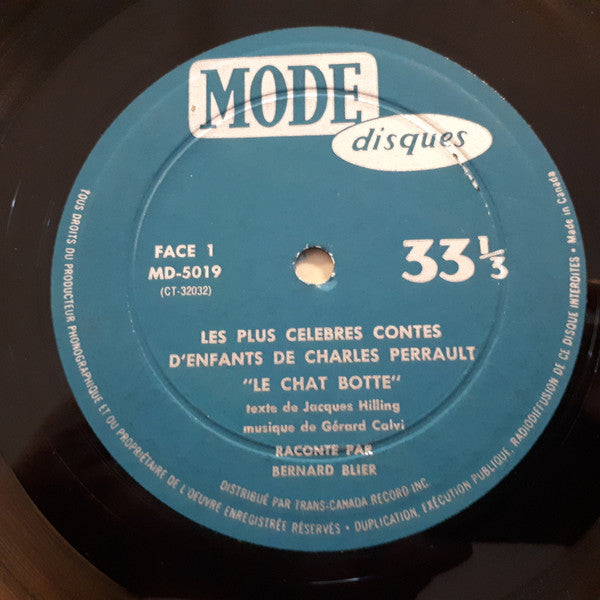 MODE
disques
FACE 1
MD-5019
(CT-32032)
33 1/3
LES PLUS CELEBRES CONTES
D'ENFANTS DE CHARLES PERRAULT
"LE CHAT BOTTE"
texte de Jacques Hilling
musique de Gérard Calvi
RACONTE PAR
BERNARD BLIER
DISTRIBUÉ PAR TRANS-CANADA RECORD INC.
TOUS DROITS DU PRODUCTEUR PHONOGRAPHIQUE ET DU PROPRIÉTAIRE DE L'OEUVRE ENREGISTRÉE RÉSERVÉS • DUPLICATION, EXÉCUTION PUBLIQUE, RADIODIFFUSION DE CE DISQUE INTERDITES • Made in Canada